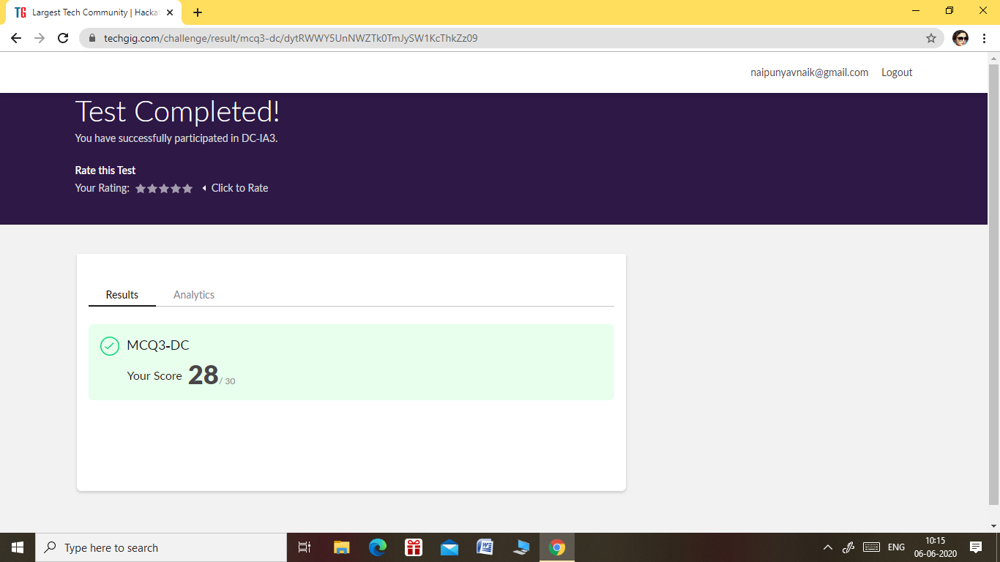 TG Largest Tech Community | Hacka
techgig.com/challenge/result/mcq3-dc/dytRWWY5UnNWZTk0TmJySW1KcThkZz09
naipunyavnaik@gmail.com Logout
Test Completed!
You have successfully participated in DC-IA3.
Rate this Test
Your Rating: Click to Rate
Results Analytics
MCQ3-DC
Your Score 28 / 30
Type here to search
ENG
10:15
06-06-2020